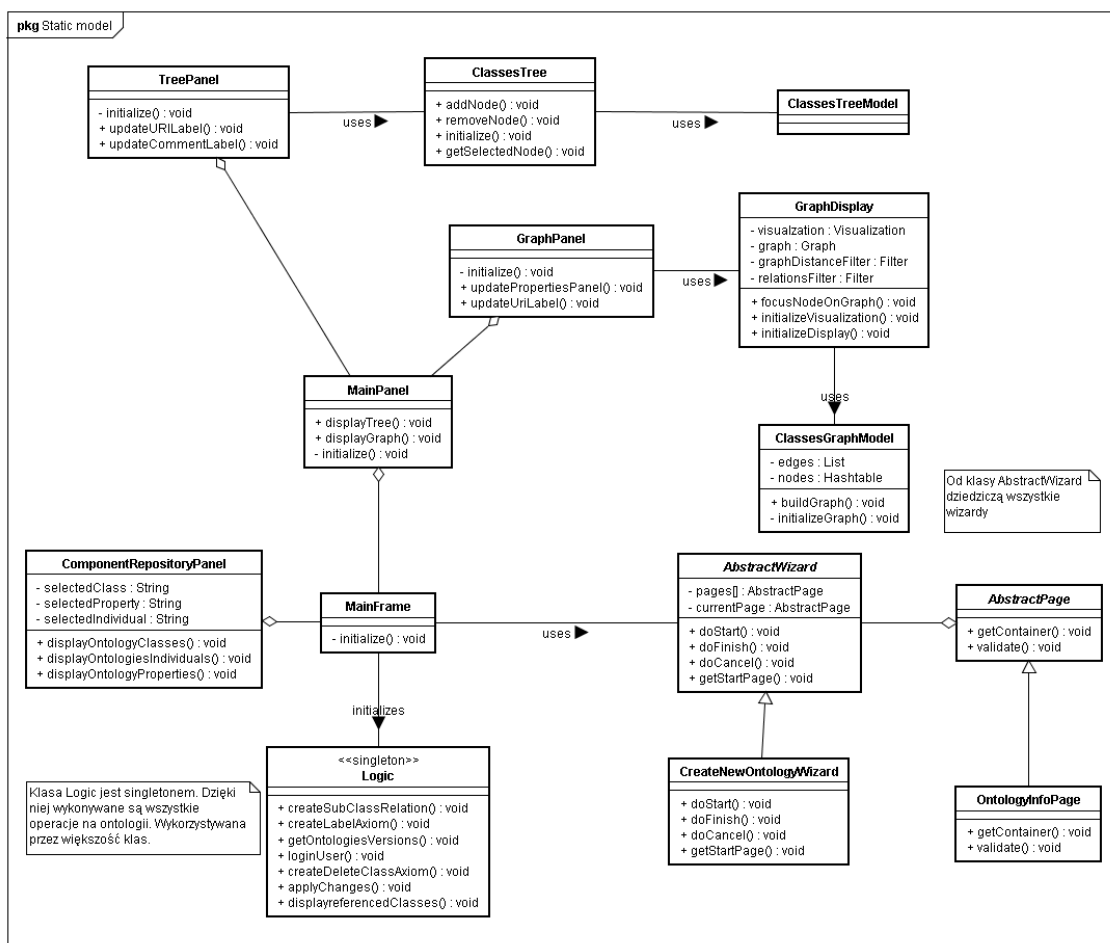 pkg Static model
TreePanel
- initialize() : void
+ updateURILabel() : void
+ updateCommentLabel() : void
uses
ClassesTree
+ addNode() : void
+ removeNode() : void
+ initialize() : void
+ getSelectedNode() : void
uses
ClassesTreeModel
GraphPanel
- initialize() : void
+ updatePropertiesPanel() : void
+ updateUriLabel() : void
uses
GraphDisplay
- visualzation : Visualization
- graph : Graph
- graphDistanceFilter : Filter
- relationsFilter : Filter
+ focusNodeOnGraph() : void
+ initializeVisualization() : void
+ initializeDisplay() : void
uses
MainPanel
+ displayTree() : void
+ displayGraph() : void
- initialize() : void
ClassesGraphModel
- edges : List
- nodes : Hashtable
+ buildGraph() : void
- initializeGraph() : void
Od klasy AbstractWizard
dziedziczą wszystkie
wizardy
ComponentRepositoryPanel
- selectedClass : String
- selectedProperty : String
- selectedIndividual : String
+ displayOntologyClasses() : void
+ displayOntologiesIndividuals() : void
+ displayOntologyProperties() : void
MainFrame
- initialize() : void
uses
AbstractWizard
- pages[] : AbstractPage
- currentPage : AbstractPage
+ doStart() : void
+ doFinish() : void
+ doCancel() : void
+ getStartPage() : void
AbstractPage
+ getContainer() : void
+ validate() : void
initializes
Klasa Logic jest singletonem. Dzięki
niej wykonywane są wszystkie
operacje na ontologii. Wykorzystywana
przez większość klas.
<<singleton>>
Logic
+ createSubClassRelation() : void
+ createLabelAxiom() : void
+ getOntologiesVersions() : void
+ loginUser() : void
+ createDeleteClassAxiom() : void
+ applyChanges() : void
+ displayreferencedClasses() : void
CreateNewOntologyWizard
+ doStart() : void
+ doFinish() : void
+ doCancel() : void
+ getStartPage() : void
OntologyInfoPage
+ getContainer() : void
+ validate() : void